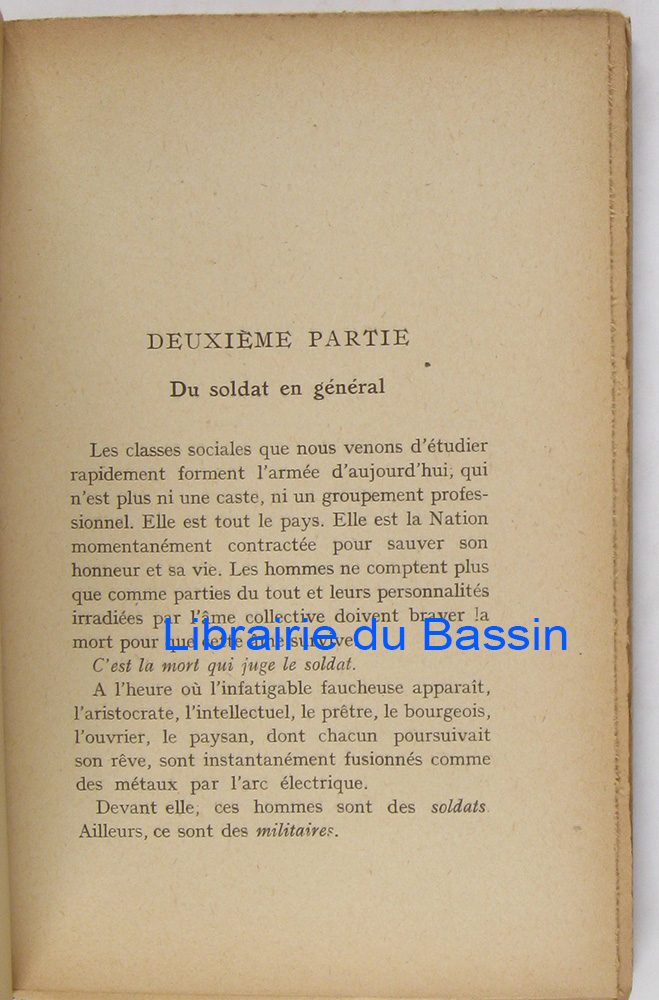 DEUXIÈME PARTIE
Du soldat en général
Les classes sociales que nous venons d'étudier
rapidement forment l'armée d'aujourd'hui, qui
n'est plus ni une caste, ni un groupement profes-
sionnel. Elle est tout le pays. Elle est la Nation
momentanément contractée pour sauver son
honneur et sa vie. Les hommes ne comptent plus
que comme parties du tout et leurs personnalités
irradiées par l'âme collective doivent braver la
mort pour que cette âme survive.
Librairie du Bassin
C'est la mort qui juge le soldat.
A l'heure où l'infatigable faucheuse apparaît,
l'aristocrate, l'intellectuel, le prêtre, le bourgeois,
l'ouvrier, le paysan, dont chacun poursuivait
son rêve, sont instantanément fusionnés comme
des métaux par l'arc électrique.
Devant elle, ces hommes sont des soldats.
Ailleurs, ce sont des militaires.